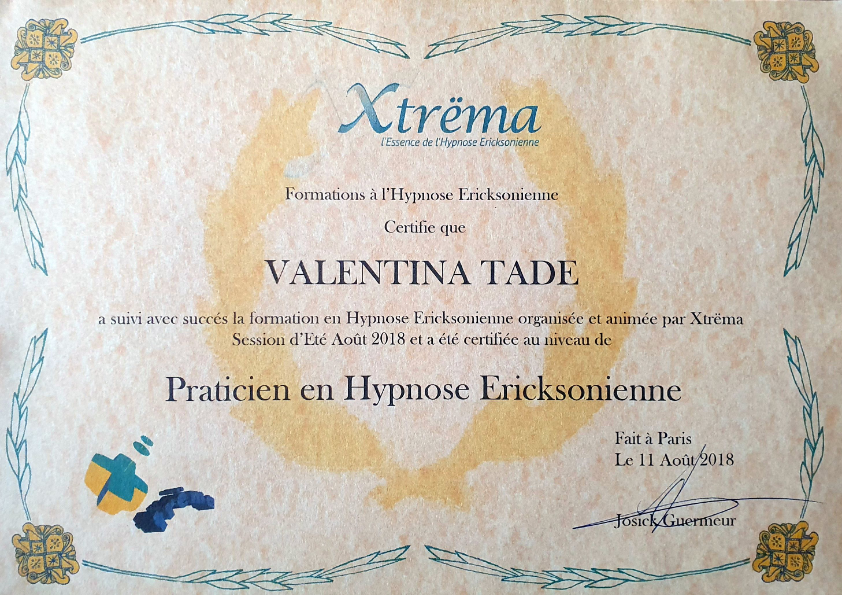 Xtrëma
l'Essence de l'Hypnose Ericksonienne
Formations à l'Hypnose Ericksonienne
Certifie que
VALENTINA TADE
a suivi avec succés la formation en Hypnose Ericksonienne organisée et animée par Xtrëma
Session d'Eté Août 2018 et a été certifiée au niveau de
Praticien en Hypnose Ericksonienne
Fait à Paris
Le 11 Août 2018
Josick Guermeur